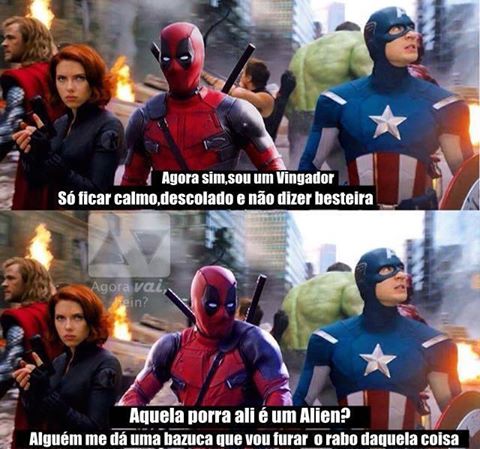 Agora sim,sou um Vingador
Só ficar calmo,descolado e não dizer besteira
Agora vai,
hein?
Aquela porra ali é um Alien?
Alguém me dá uma bazuca que vou furar o rabo daquela coisa